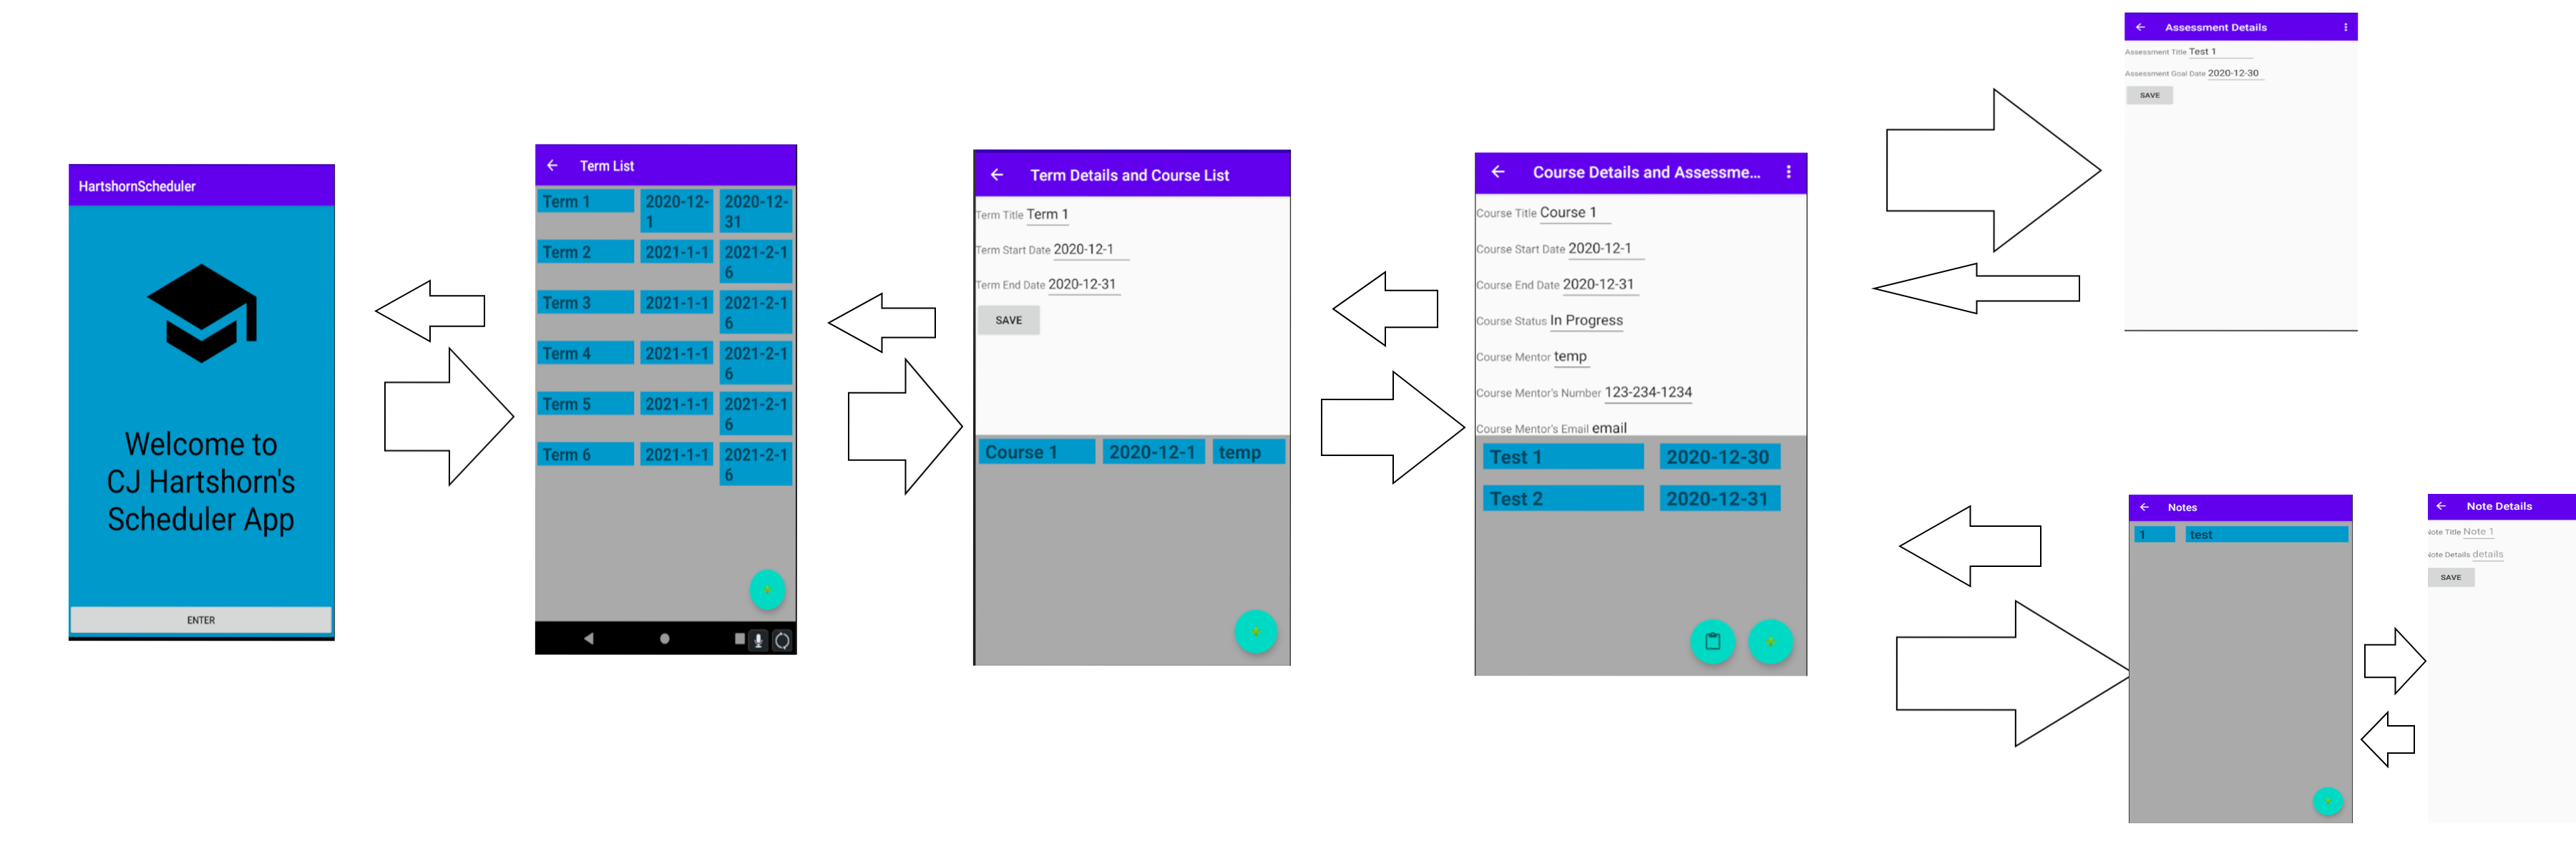 HartshornScheduler
Welcome to
CJ Hartshorn's
Scheduler App
ENTER
Term List
Term 1 2020-12-1 2020-12-31
Term 2 2021-1-1 2021-2-16
Term 3 2021-1-1 2021-2-16
Term 4 2021-1-1 2021-2-16
Term 5 2021-1-1 2021-2-16
Term 6 2021-1-1 2021-2-16
Term Details and Course List
Term Title Term 1
Term Start Date 2020-12-1
Term End Date 2020-12-31
SAVE
Course 1 2020-12-1 temp
Course Details and Assessme...
Course Title Course 1
Course Start Date 2020-12-1
Course End Date 2020-12-31
Course Status In Progress
Course Mentor temp
Course Mentor's Number 123-234-1234
Course Mentor's Email email
Test 1 2020-12-30
Test 2 2020-12-31
Assessment Details
Assessment Title Test 1
Assessment Goal Date 2020-12-30
SAVE
Notes
1 test
Note Details
Note Title Note 1
Note Details details
SAVE